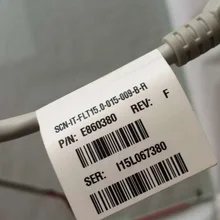 SCN-IT-FLT15.0-015-009-B-R
P/N: E860380 REV: F
SER: I15L067380